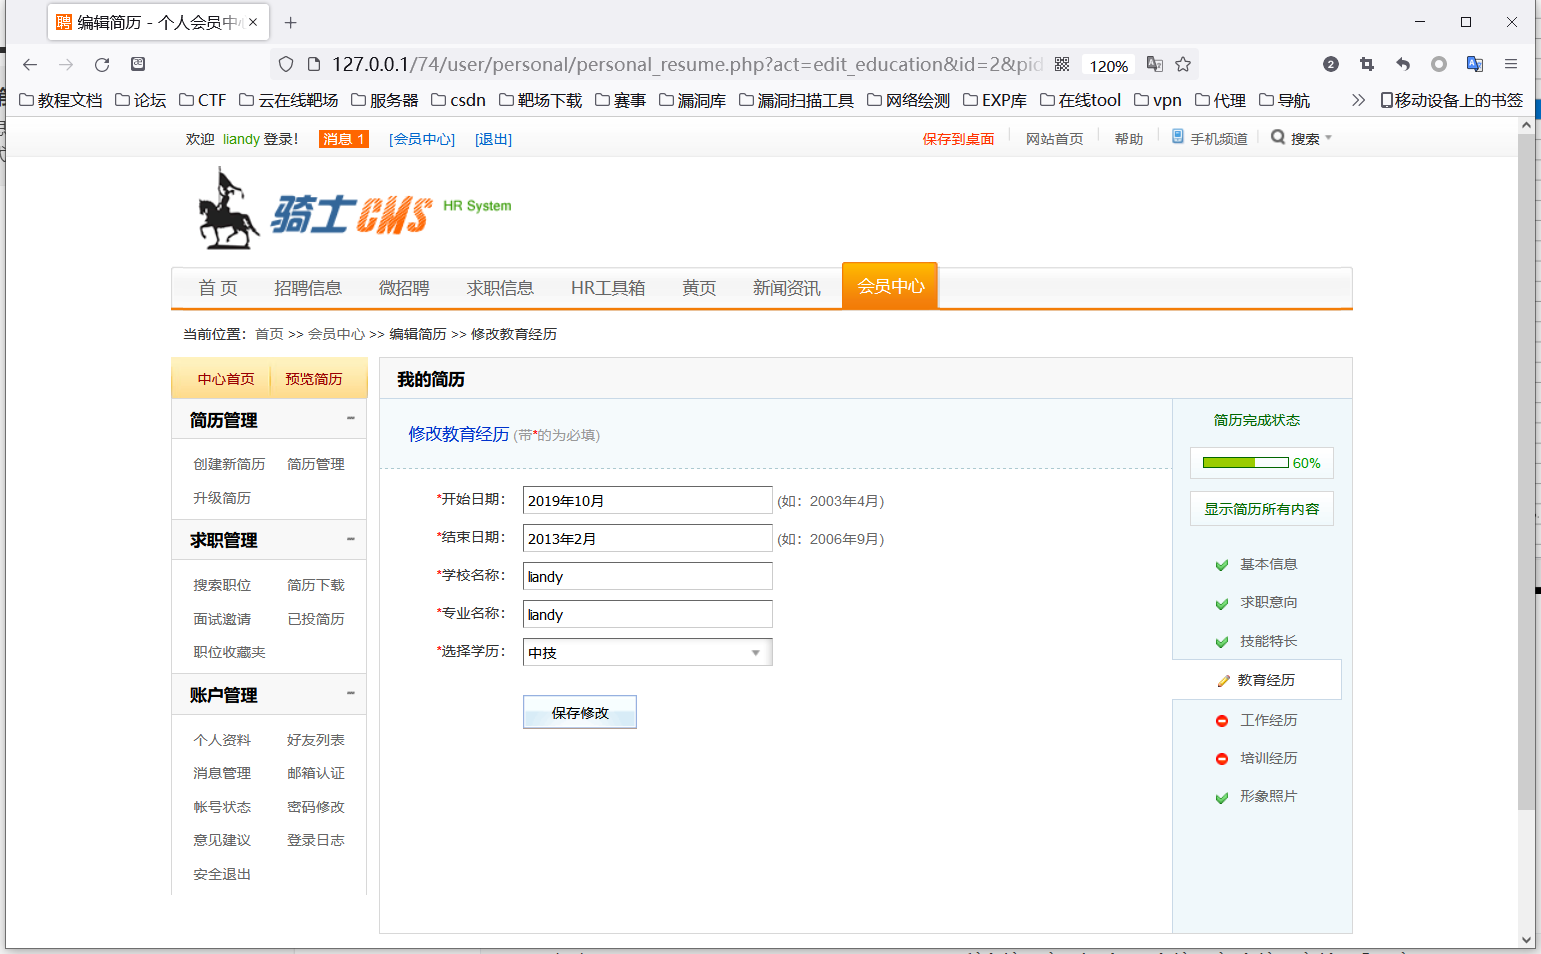 聘 编辑简历 - 个人会员中
127.0.0.1/74/user/personal/personal_resume.php?act=edit_education&id=2&pid 120% 2
教程文档 论坛 CTF 云在线靶场 服务器 csdn 靶场下载 赛事 漏洞库 漏洞扫描工具 网络绘测 EXP库 在线tool vpn 代理 导航 移动设备上的书签
欢迎 liandy 登录! 消息 1 [会员中心] [退出] 保存到桌面 网站首页 帮助 手机频道 搜索
骑士CMS HR System
首 页 招聘信息 微招聘 求职信息 HR工具箱 黄页 新闻资讯 会员中心
当前位置：首页 >> 会员中心 >> 编辑简历 >> 修改教育经历
中心首页 预览简历
简历管理
创建新简历 简历管理
升级简历
求职管理
搜索职位 简历下载
面试邀请 已投简历
职位收藏夹
账户管理
个人资料 好友列表
消息管理 邮箱认证
帐号状态 密码修改
意见建议 登录日志
安全退出
我的简历
修改教育经历 (带*的为必填)
*开始日期： 2019年10月 (如：2003年4月)
*结束日期： 2013年2月 (如：2006年9月)
*学校名称： liandy
*专业名称： liandy
*选择学历： 中技
保存修改
简历完成状态
60%
显示简历所有内容
基本信息
求职意向
技能特长
教育经历
工作经历
培训经历
形象照片